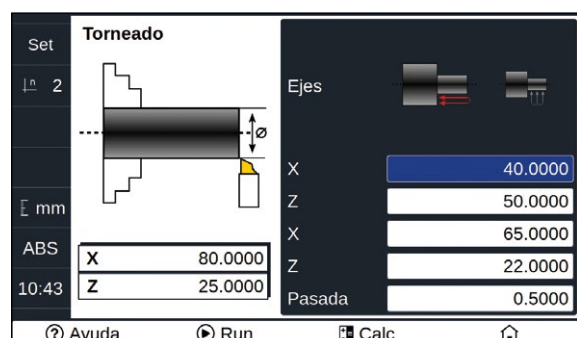 Set
2
mm
ABS
10:43
Torneado
Ø
X 80.0000
Z 25.0000
Ejes
X 40.0000
Z 50.0000
X 65.0000
Z 22.0000
Pasada 0.5000
Ayuda Run Calc